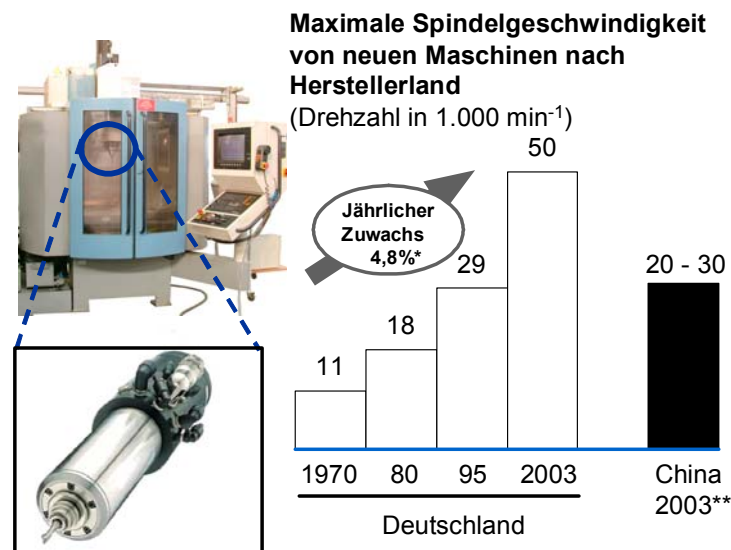 Maximale Spindelgeschwindigkeit
von neuen Maschinen nach
Herstellerland
(Drehzahl in 1.000 min⁻¹)
50
Jährlicher
Zuwachs
4,8%*
29
20 - 30
18
11
1970 80 95 2003 China
2003**
Deutschland